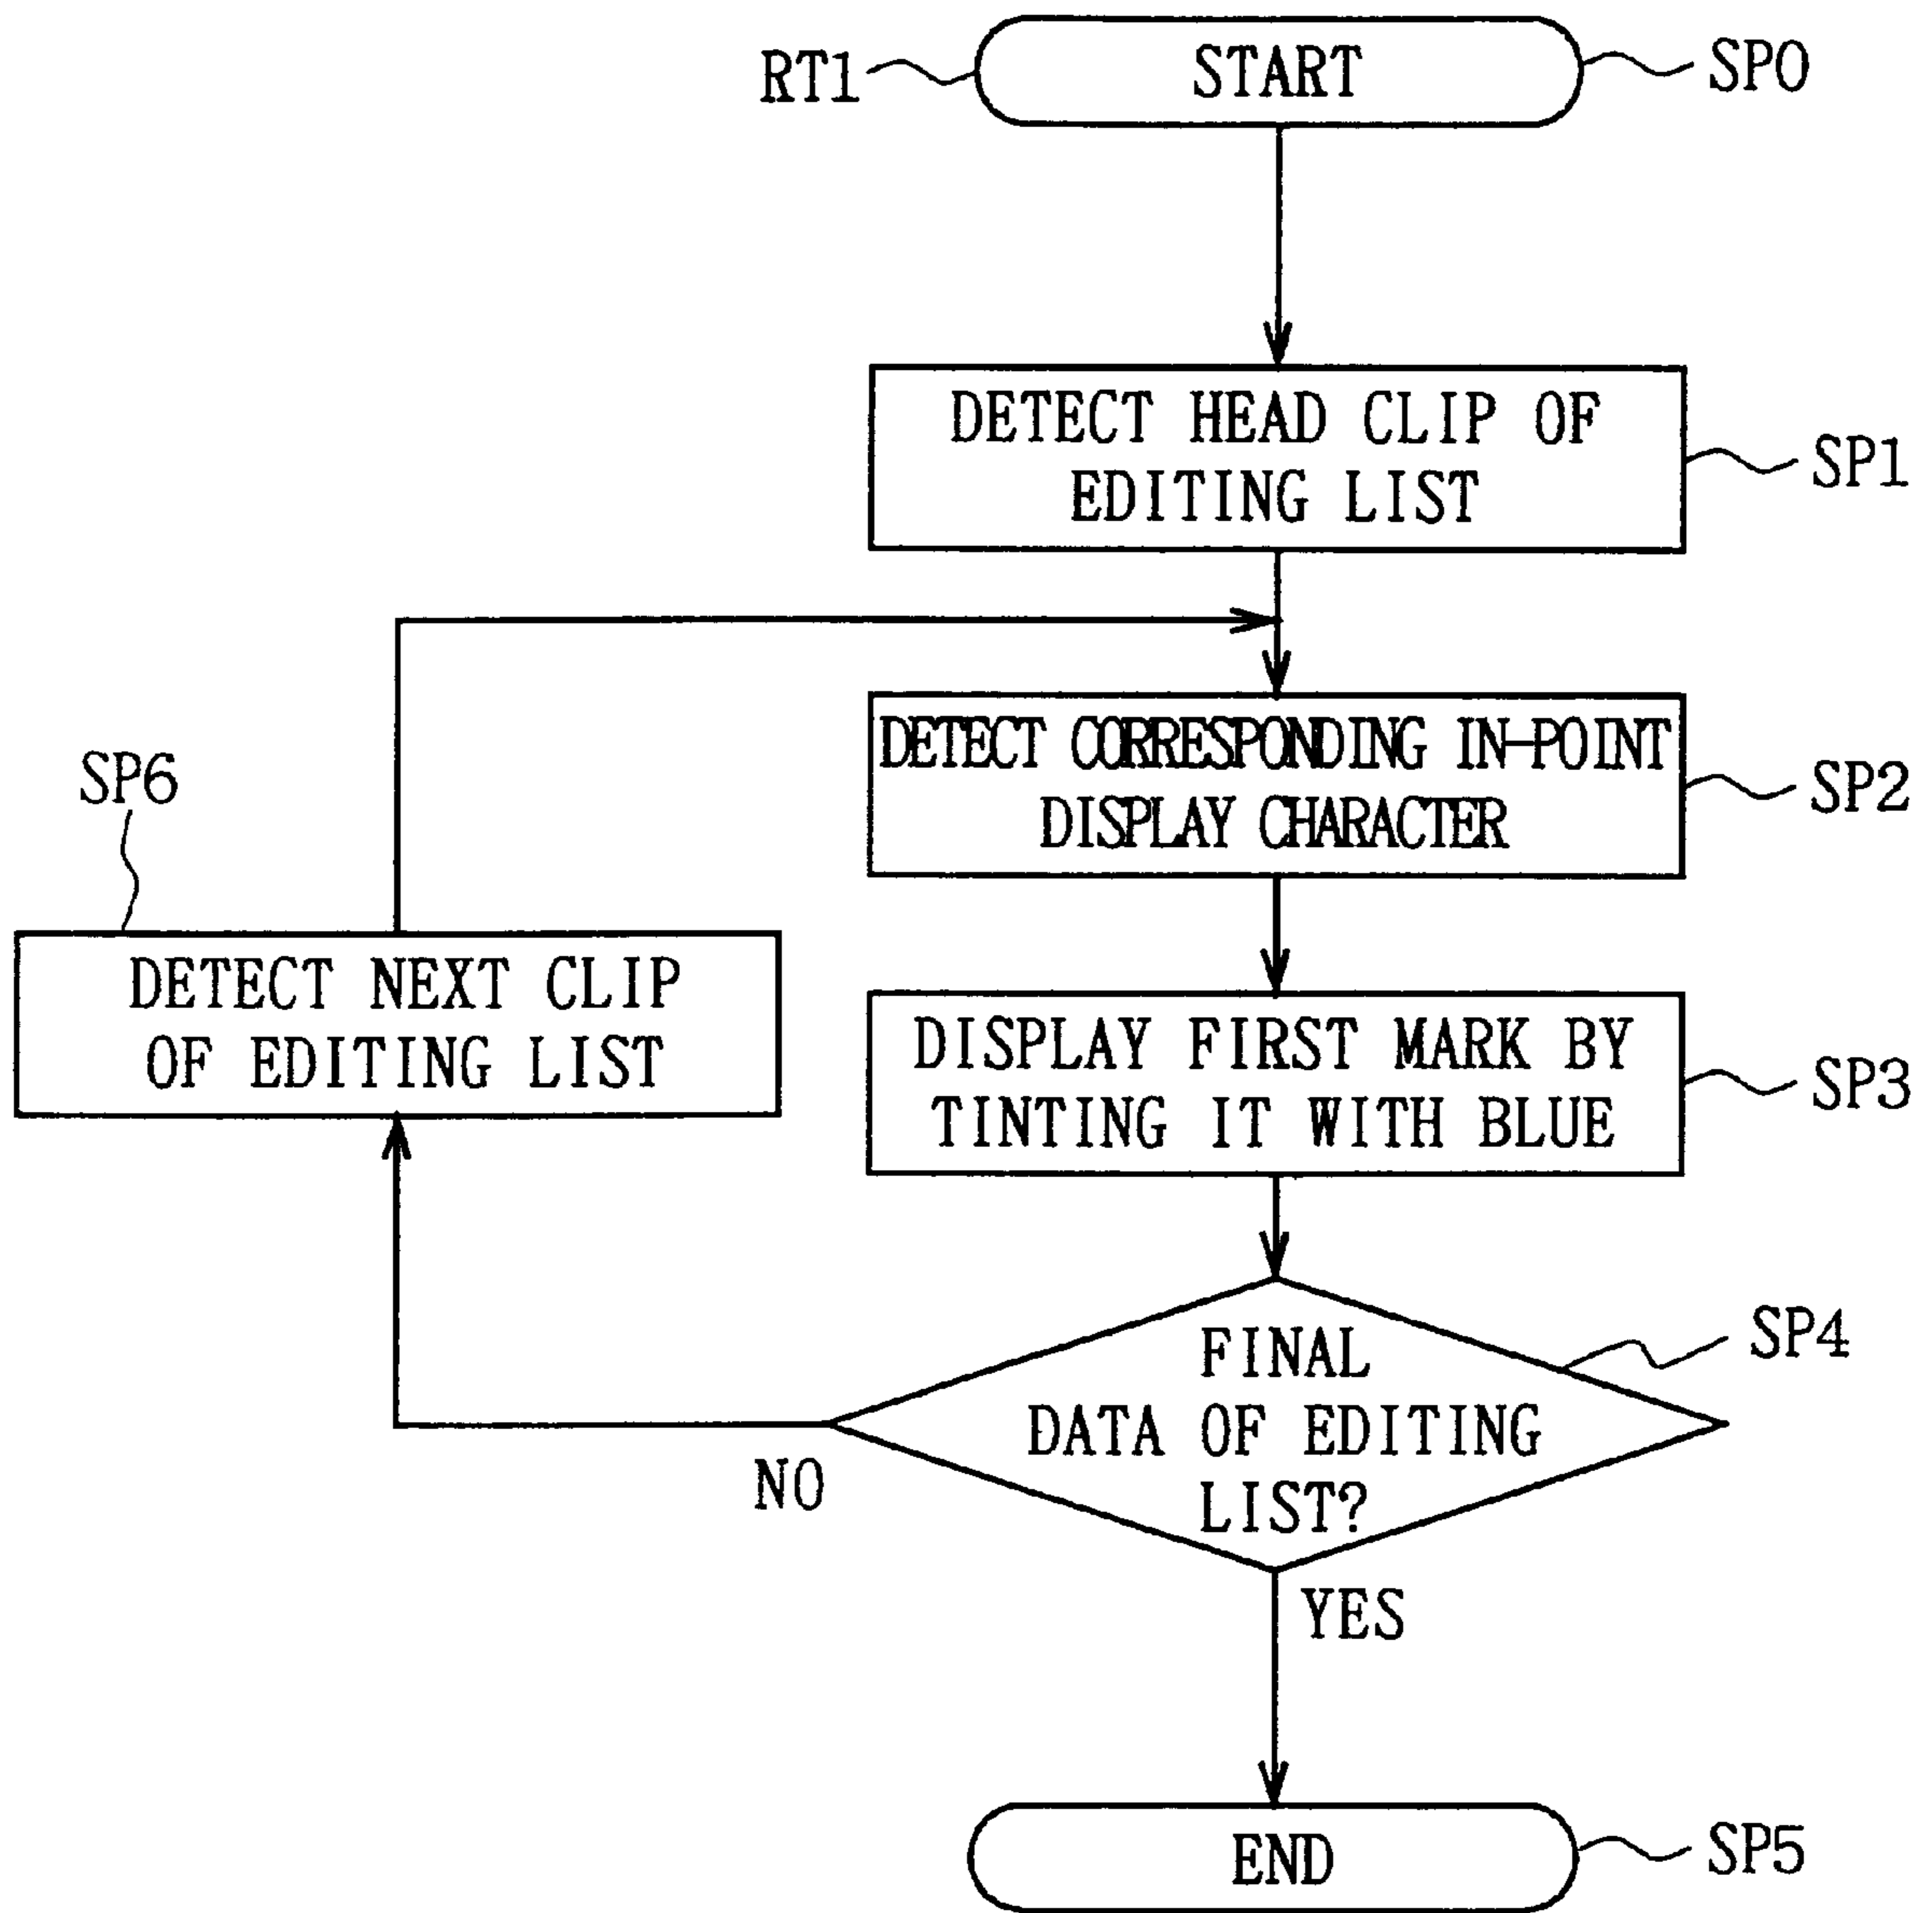 RT1
START
SP0
DETECT HEAD CLIP OF
EDITING LIST
SP1
DETECT CORRESPONDING IN-POINT
DISPLAY CHARACTER
SP2
SP6
DETECT NEXT CLIP
OF EDITING LIST
DISPLAY FIRST MARK BY
TINTING IT WITH BLUE
SP3
FINAL
DATA OF EDITING
LIST?
SP4
NO
YES
END
SP5